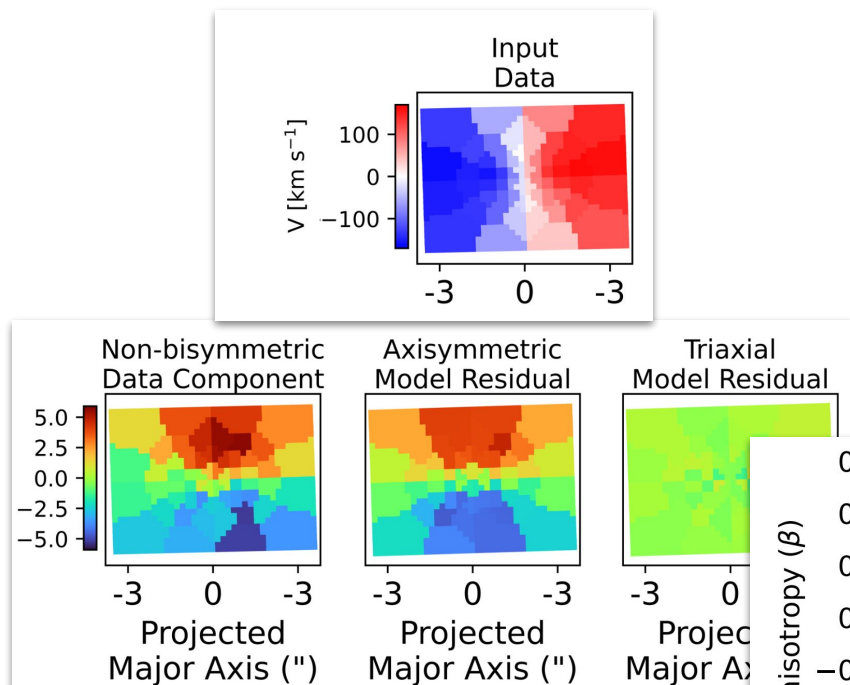 Input
Data
V [km s⁻¹]
100
0
−100
-3 0 -3
Non-bisymmetric
Data Component
Axisymmetric
Model Residual
Triaxial
Model Residual
5.0
2.5
0.0
−2.5
−5.0
-3 0 -3
-3 0 -3
-3 0
Projected
Major Axis (")
Projected
Major Axis (")